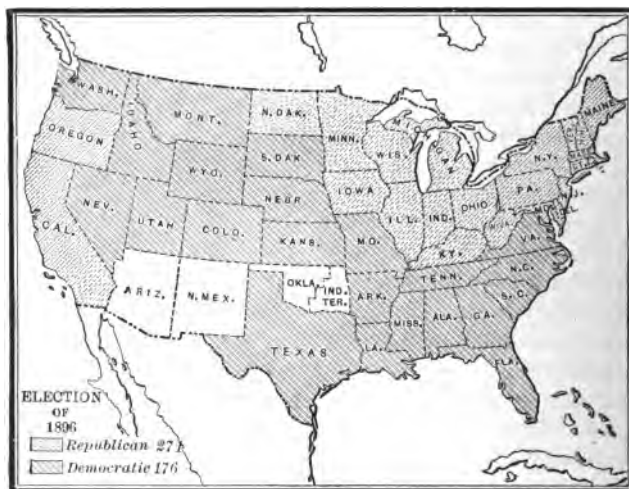 WASH.
MONT.
N. DAK.
MINN.
MAINE
OREGON
IDAHO
S. DAK
WIS.
MICHIGAN
N.Y.
WYO.
IOWA
PA.
N.J.
NEV.
UTAH
COLO.
NEBR.
ILL.
IND.
OHIO
CAL.
KANS.
MO.
KY.
VA.
TENN.
N.C.
ARIZ.
N. MEX.
OKLA.
IND.
TER.
ARK.
S.C.
TEXAS
LA.
MISS.
ALA.
GA.
FLA.
ELECTION
OF
1896
Republican 271
Democratic 176